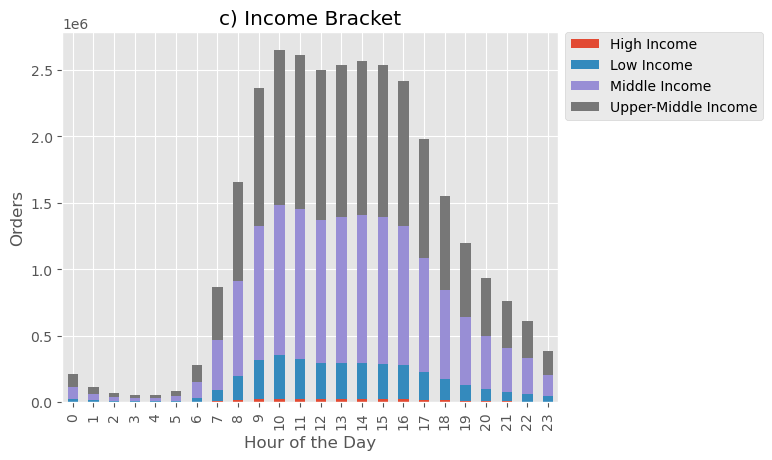 c) Income Bracket
1e6
High Income
Low Income
Middle Income
Upper-Middle Income
2.5
2.0
1.5
1.0
0.5
0.0
Orders
0 1 2 3 4 5 6 7 8 9 10 11 12 13 14 15 16 17 18 19 20 21 22 23
Hour of the Day